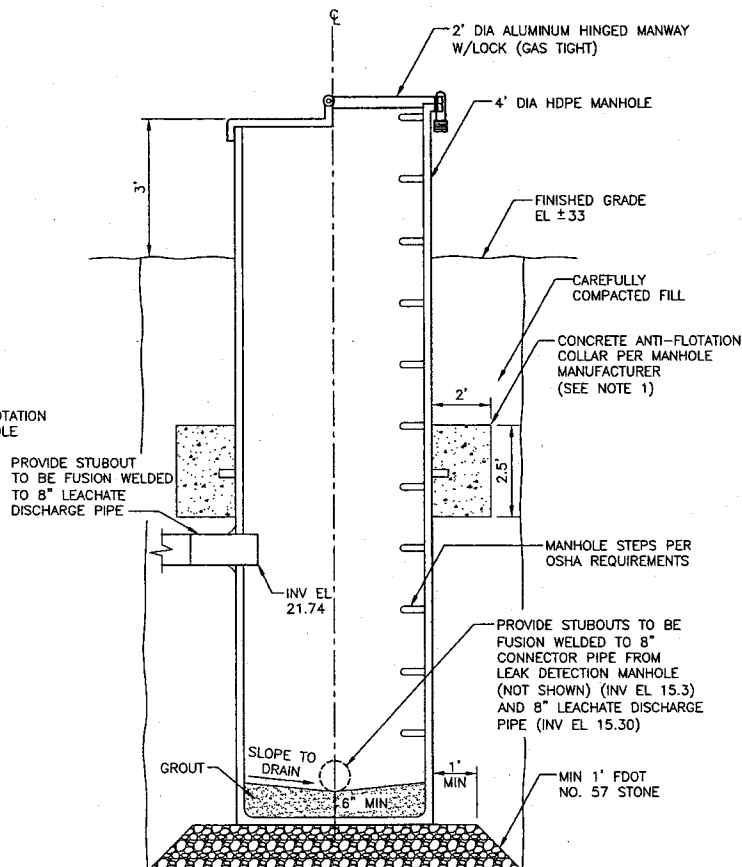 ℄
2' DIA ALUMINUM HINGED MANWAY
W/LOCK (GAS TIGHT)
4' DIA HDPE MANHOLE
3'
FINISHED GRADE
EL ±33
CAREFULLY
COMPACTED FILL
CONCRETE ANTI-FLOTATION
COLLAR PER MANHOLE
MANUFACTURER
(SEE NOTE 1)
2'
2.5'
OTATION
OLE
PROVIDE STUBOUT
TO BE FUSION WELDED
TO 8" LEACHATE
DISCHARGE PIPE
INV EL
21.74
MANHOLE STEPS PER
OSHA REQUIREMENTS
PROVIDE STUBOUTS TO BE
FUSION WELDED TO 8"
CONNECTOR PIPE FROM
LEAK DETECTION MANHOLE
(NOT SHOWN) (INV EL 15.3)
AND 8" LEACHATE DISCHARGE
PIPE (INV EL 15.30)
SLOPE TO
DRAIN
GROUT
6" MIN
1'
MIN
MIN 1' FDOT
NO. 57 STONE